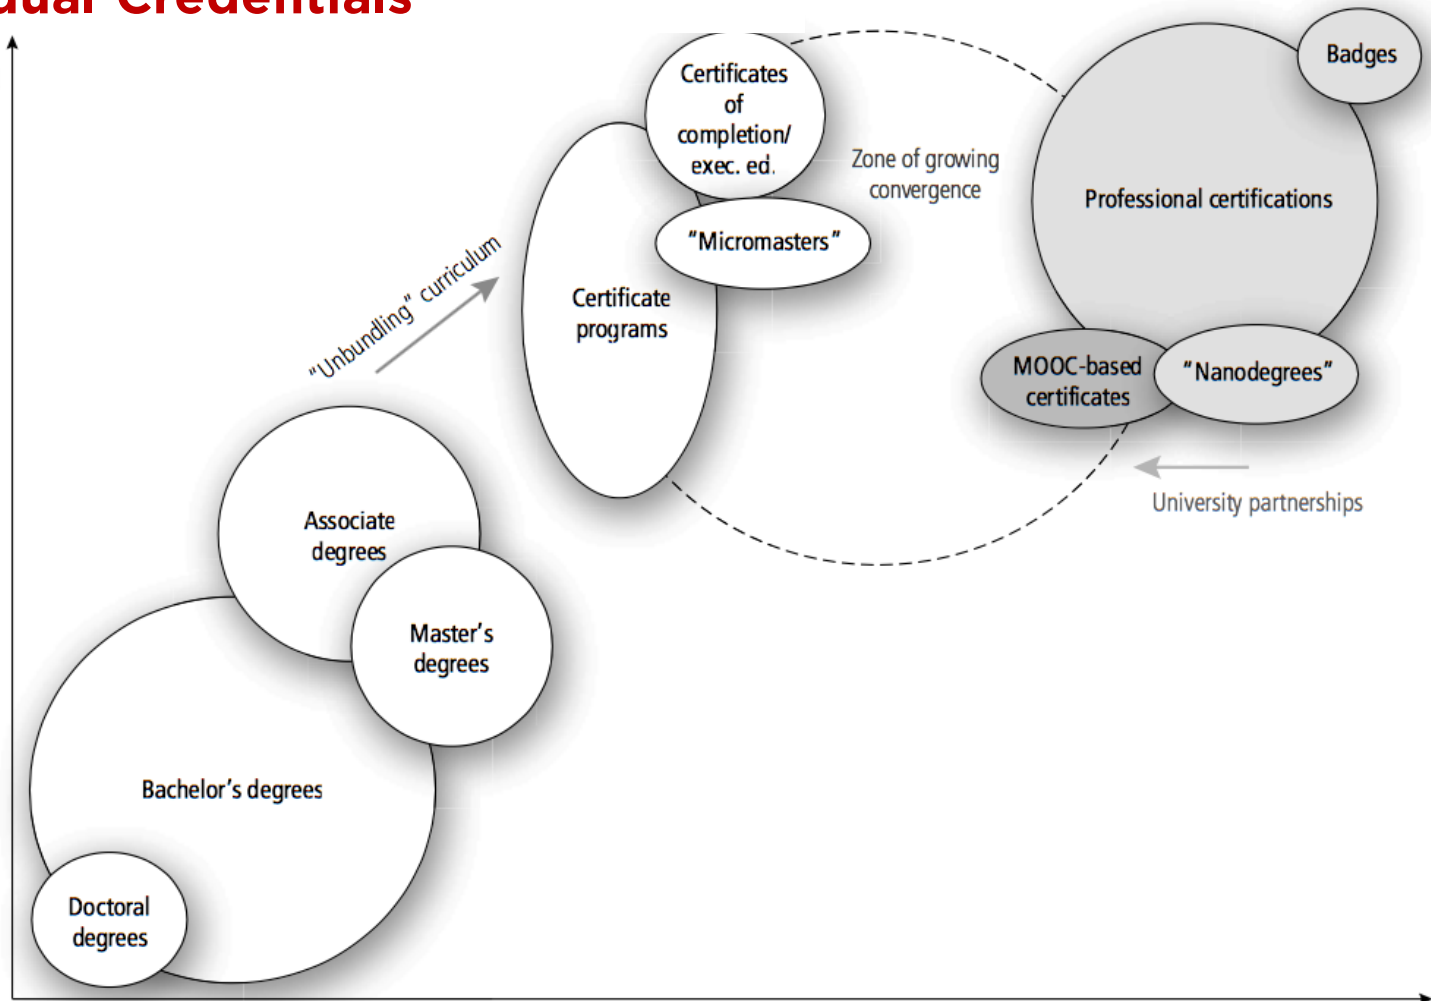 Credentials
Certificates
of
completion/
exec. ed.
Badges
Zone of growing
convergence
Professional certifications
"Micromasters"
"Unbundling" curriculum
Certificate
programs
MOOC-based
certificates
"Nanodegrees"
University partnerships
Associate
degrees
Master's
degrees
Bachelor's degrees
Doctoral
degrees